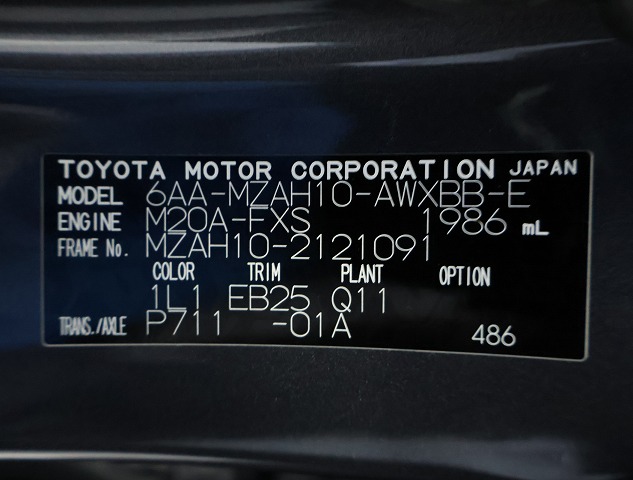 TOYOTA MOTOR CORPORATION JAPAN
MODEL 6AA-MZAH10-AWXBB-E
ENGINE M20A-FXS 1986 mL
FRAME No. MZAH10-2121091
COLOR TRIM PLANT OPTION
1L1 EB25 Q11
TRANS./AXLE P711 -01A 486